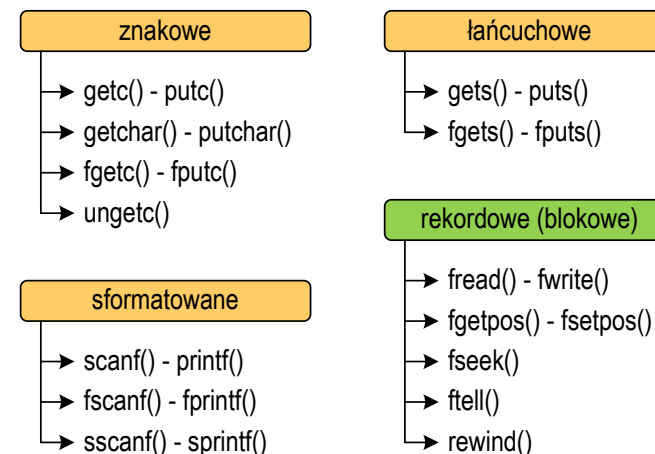 znakowe
getc() - putc()
getchar() - putchar()
fgetc() - fputc()
ungetc()
sformatowane
scanf() - printf()
fscanf() - fprintf()
sscanf() - sprintf()
łańcuchowe
gets() - puts()
fgets() - fputs()
rekordowe (blokowe)
fread() - fwrite()
fgetpos() - fsetpos()
fseek()
ftell()
rewind()